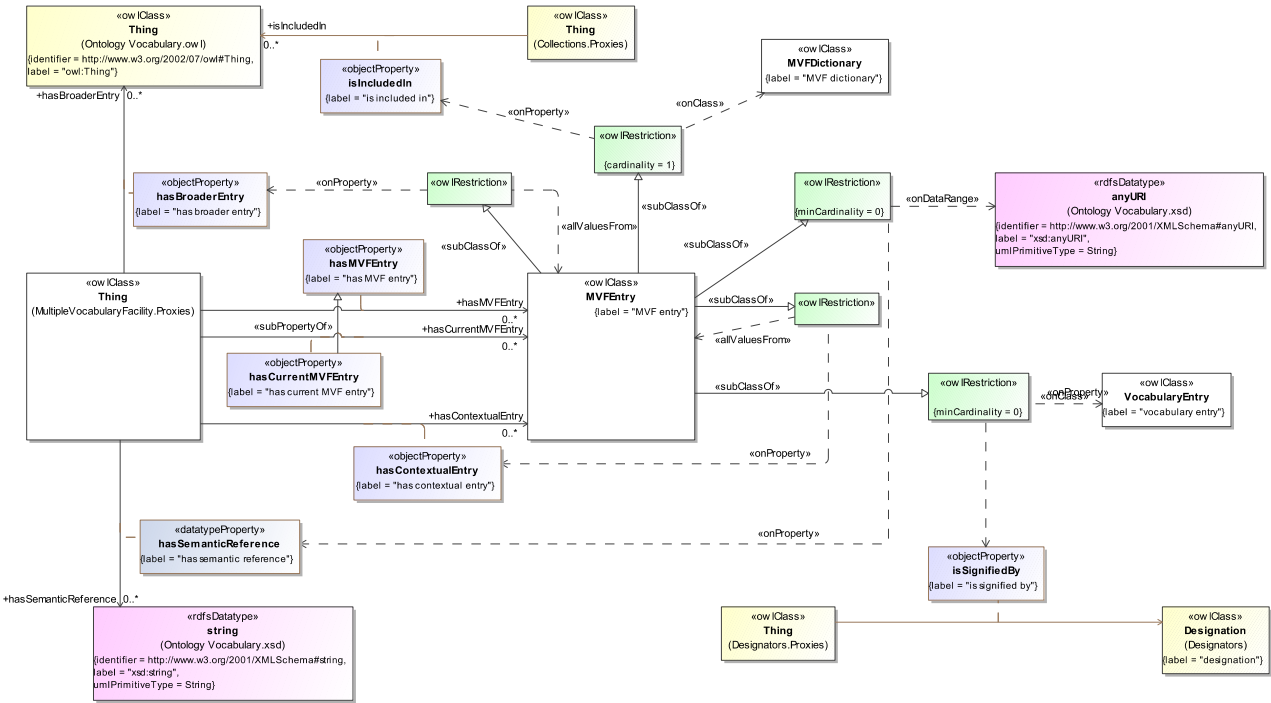 «owlClass»
Thing
(Ontology Vocabulary.owl)
{identifier = http://www.w3.org/2002/07/owl#Thing,
label = "owl:Thing"}
+isIncludedIn
0..*
«owlClass»
Thing
(Collections.Proxies)
«objectProperty»
isIncludedIn
{label = "is included in"}
«owlClass»
MVFDictionary
{label = "MVF dictionary"}
+hasBroaderEntry
0..*
«onProperty»
«onClass»
«owlRestriction»
{cardinality = 1}
«objectProperty»
hasBroaderEntry
{label = "has broader entry"}
«onProperty»
«owlRestriction»
«allValuesFrom»
«subClassOf»
«subClassOf»
«subClassOf»
«owlRestriction»
{minCardinality = 0}
«onDataRange»
«rdfsDatatype»
anyURI
(Ontology Vocabulary.xsd)
{identifier = http://www.w3.org/2001/XMLSchema#anyURI,
label = "xsd:anyURI",
umlPrimitiveType = String}
«objectProperty»
hasMVFEntry
{label = "has MVF entry"}
«owlClass»
Thing
(MultipleVocabularyFacility.Proxies)
+hasMVFEntry
0..*
«subPropertyOf»
+hasCurrentMVFEntry
0..*
«owlClass»
MVFEntry
{label = "MVF entry"}
«subClassOf»
«owlRestriction»
«allValuesFrom»
«objectProperty»
hasCurrentMVFEntry
{label = "has current MVF entry"}
«subClassOf»
«owlRestriction»
{minCardinality = 0}
«onProperty»
«onClass»
«owlClass»
VocabularyEntry
{label = "vocabulary entry"}
+hasContextualEntry
0..*
«objectProperty»
hasContextualEntry
{label = "has contextual entry"}
«onProperty»
«datatypeProperty»
hasSemanticReference
{label = "has semantic reference"}
«onProperty»
«objectProperty»
isSignifiedBy
{label = "is signified by"}
+hasSemanticReference
0..*
«rdfsDatatype»
string
(Ontology Vocabulary.xsd)
{identifier = http://www.w3.org/2001/XMLSchema#string,
label = "xsd:string",
umlPrimitiveType = String}
«owlClass»
Thing
(Designators.Proxies)
«owlClass»
Designation
(Designators)
{label = "designation"}